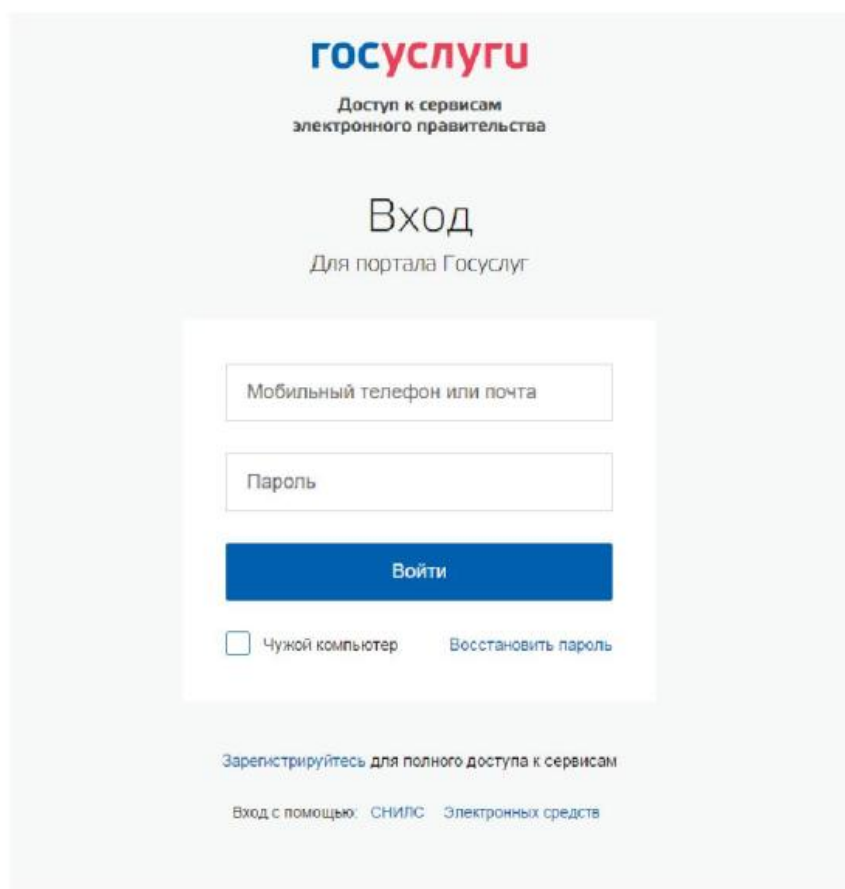 госуслуги
Доступ к сервисам
электронного правительства
Вход
Для портала Госуслуг
Мобильный телефон или почта
Пароль
Войти
Чужой компьютер Восстановить пароль
Зарегистрируйтесь для полного доступа к сервисам
Вход с помощью: СНИЛС Электронных средств